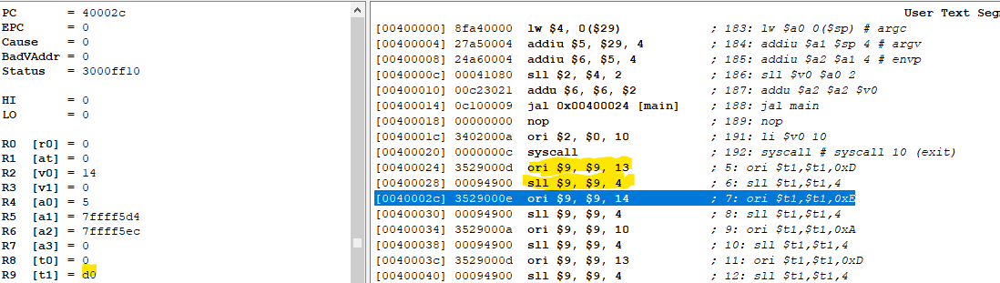 PC = 40002c
EPC = 0
Cause = 0
BadVAddr = 0
Status = 3000ff10
HI = 0
LO = 0
R0 [r0] = 0
R1 [at] = 0
R2 [v0] = 14
R3 [v1] = 0
R4 [a0] = 5
R5 [a1] = 7ffff5d4
R6 [a2] = 7ffff5ec
R7 [a3] = 0
R8 [t0] = 0
R9 [t1] = d0
User Text Seg
[00400000] 8fa40000 lw $4, 0($29) ; 183: lw $a0 0($sp) # argc
[00400004] 27a50004 addiu $5, $29, 4 ; 184: addiu $a1 $sp 4 # argv
[00400008] 24a60004 addiu $6, $5, 4 ; 185: addiu $a2 $a1 4 # envp
[0040000c] 00041080 sll $2, $4, 2 ; 186: sll $v0 $a0 2
[00400010] 00c23021 addu $6, $6, $2 ; 187: addu $a2 $a2 $v0
[00400014] 0c100009 jal 0x00400024 [main] ; 188: jal main
[00400018] 00000000 nop ; 189: nop
[0040001c] 3402000a ori $2, $0, 10 ; 191: li $v0 10
[00400020] 0000000c syscall ; 192: syscall # syscall 10 (exit)
[00400024] 3529000d ori $9, $9, 13 ; 5: ori $t1,$t1,0xD
[00400028] 00094900 sll $9, $9, 4 ; 6: sll $t1,$t1,4
[0040002c] 3529000e ori $9, $9, 14 ; 7: ori $t1,$t1,0xE
[00400030] 00094900 sll $9, $9, 4 ; 8: sll $t1,$t1,4
[00400034] 3529000a ori $9, $9, 10 ; 9: ori $t1,$t1,0xA
[00400038] 00094900 sll $9, $9, 4 ; 10: sll $t1,$t1,4
[0040003c] 3529000d ori $9, $9, 13 ; 11: ori $t1,$t1,0xD
[00400040] 00094900 sll $9, $9, 4 ; 12: sll $t1,$t1,4